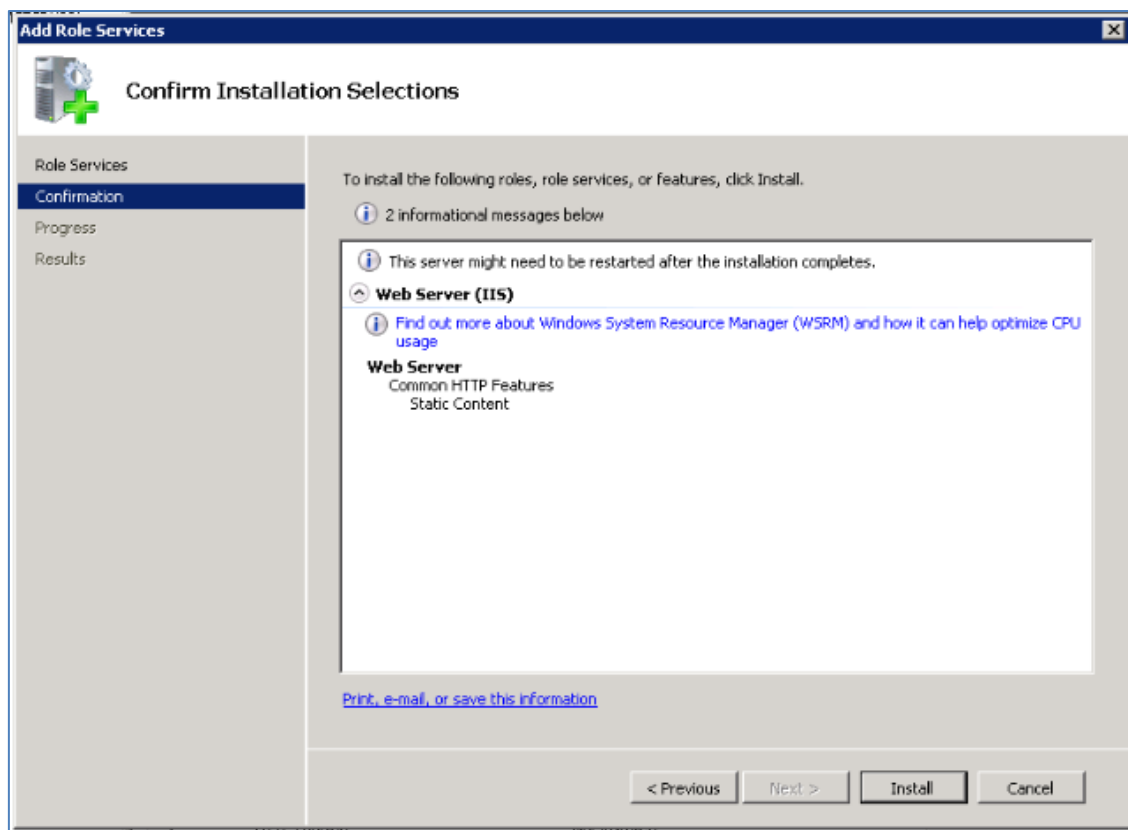 Add Role Services
Confirm Installation Selections
Role Services
Confirmation
Progress
Results
To install the following roles, role services, or features, click Install.
2 informational messages below
This server might need to be restarted after the installation completes.
Web Server (IIS)
Find out more about Windows System Resource Manager (WSRM) and how it can help optimize CPU
usage
Web Server
Common HTTP Features
Static Content
Print, e-mail, or save this information
< Previous
Next >
Install
Cancel